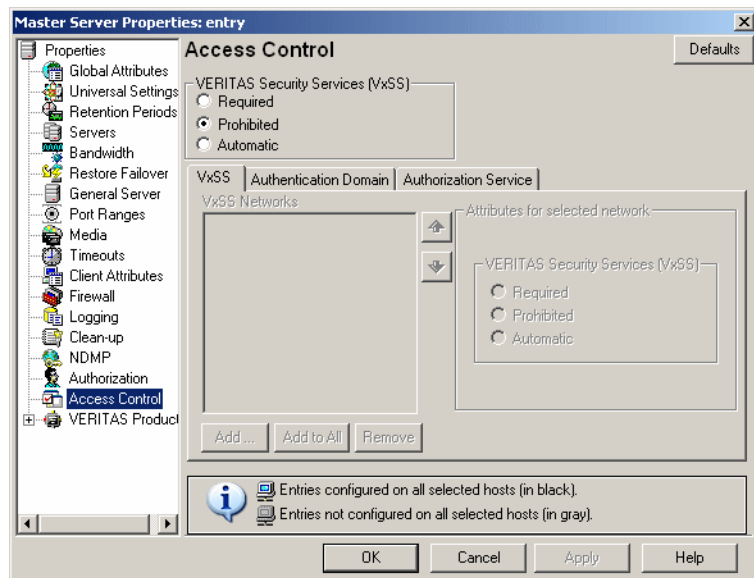 Master Server Properties: entry
Properties
Global Attributes
Universal Settings
Retention Periods
Servers
Bandwidth
Restore Failover
General Server
Port Ranges
Media
Timeouts
Client Attributes
Firewall
Logging
Clean-up
NDMP
Authorization
Access Control
VERITAS Product
Access Control
Defaults
VERITAS Security Services (VxSS)
Required
Prohibited
Automatic
VxSS
Authentication Domain
Authorization Service
VxSS Networks
Attributes for selected network
VERITAS Security Services (VxSS)
Required
Prohibited
Automatic
Add ...
Add to All
Remove
Entries configured on all selected hosts (in black).
Entries not configured on all selected hosts (in gray).
OK
Cancel
Apply
Help